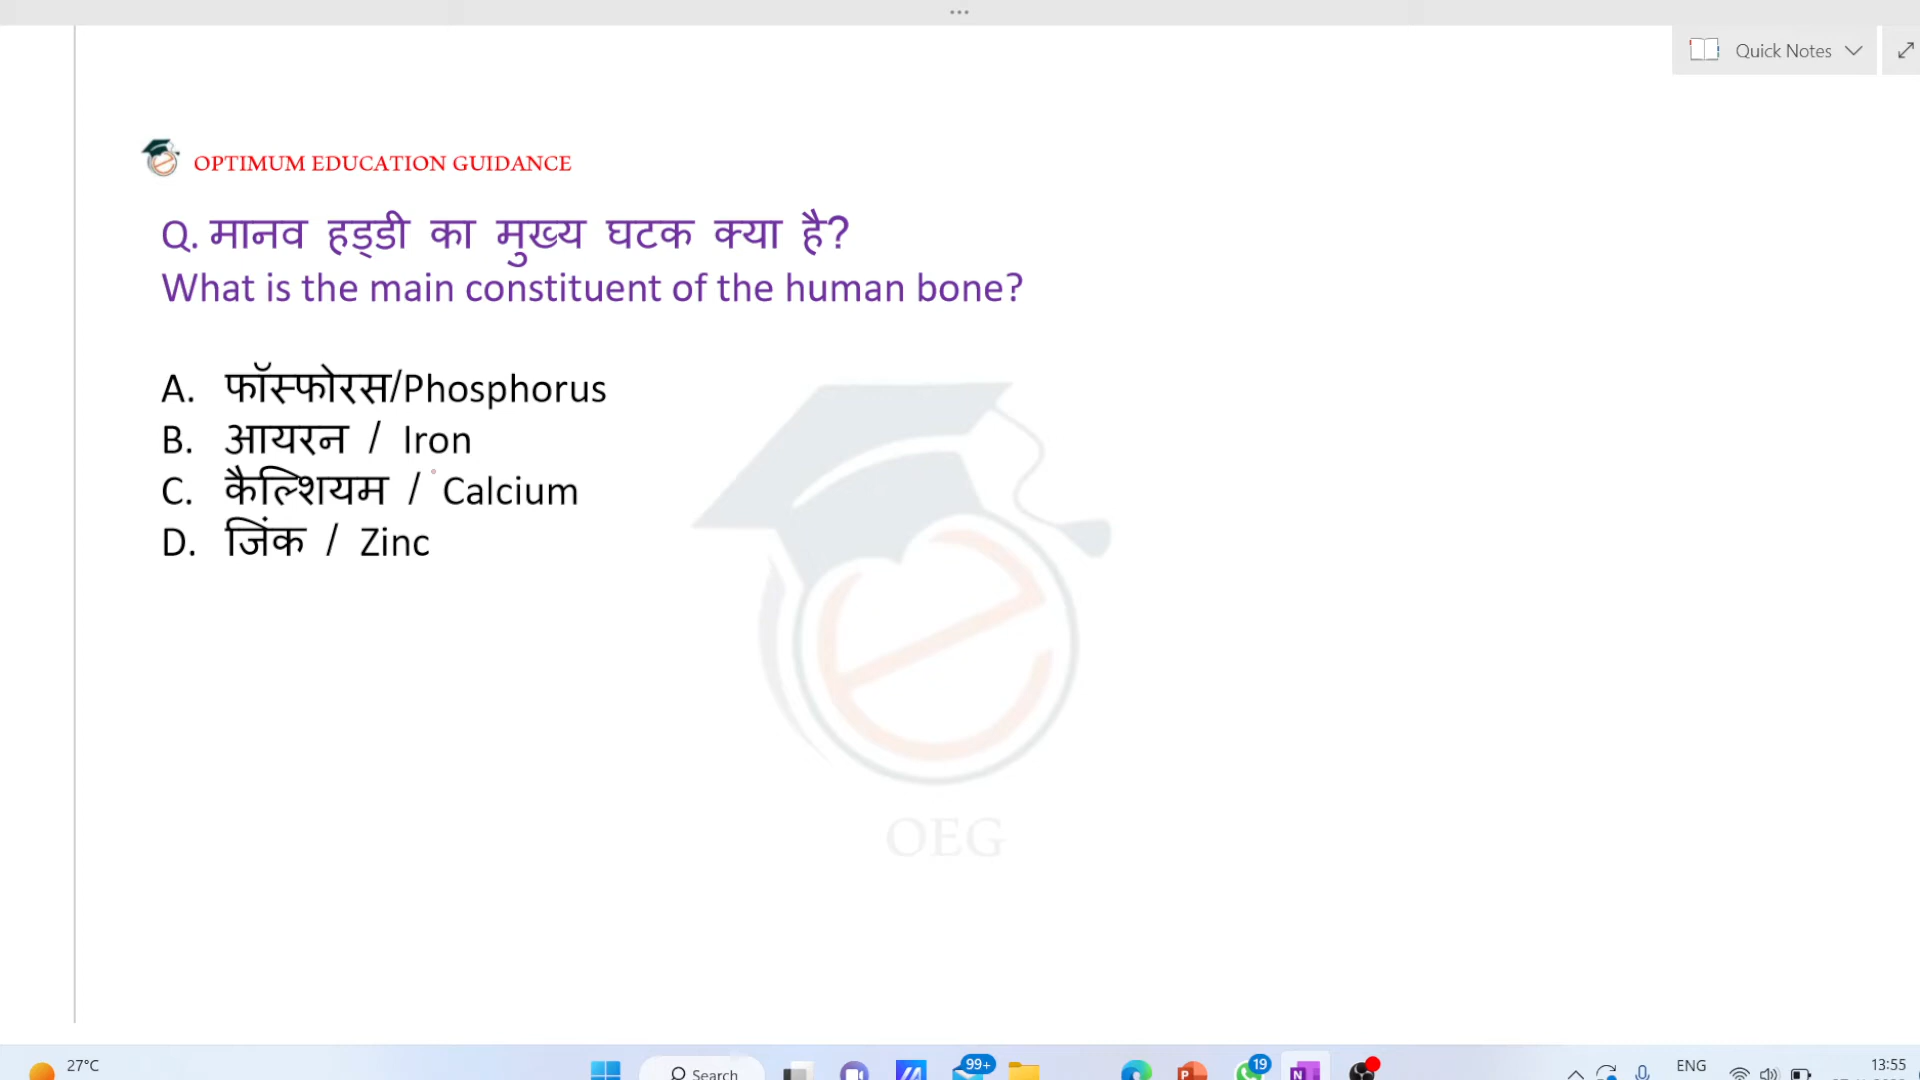 Quick Notes
OPTIMUM EDUCATION GUIDANCE
Q. मानव हड्डी का मुख्य घटक क्या है?
What is the main constituent of the human bone?
A. फॉस्फोरस/Phosphorus
B. आयरन / Iron
C. कैल्शियम / Calcium
D. जिंक / Zinc
OEG
27°C
Search
99+
19
ENG
13:55